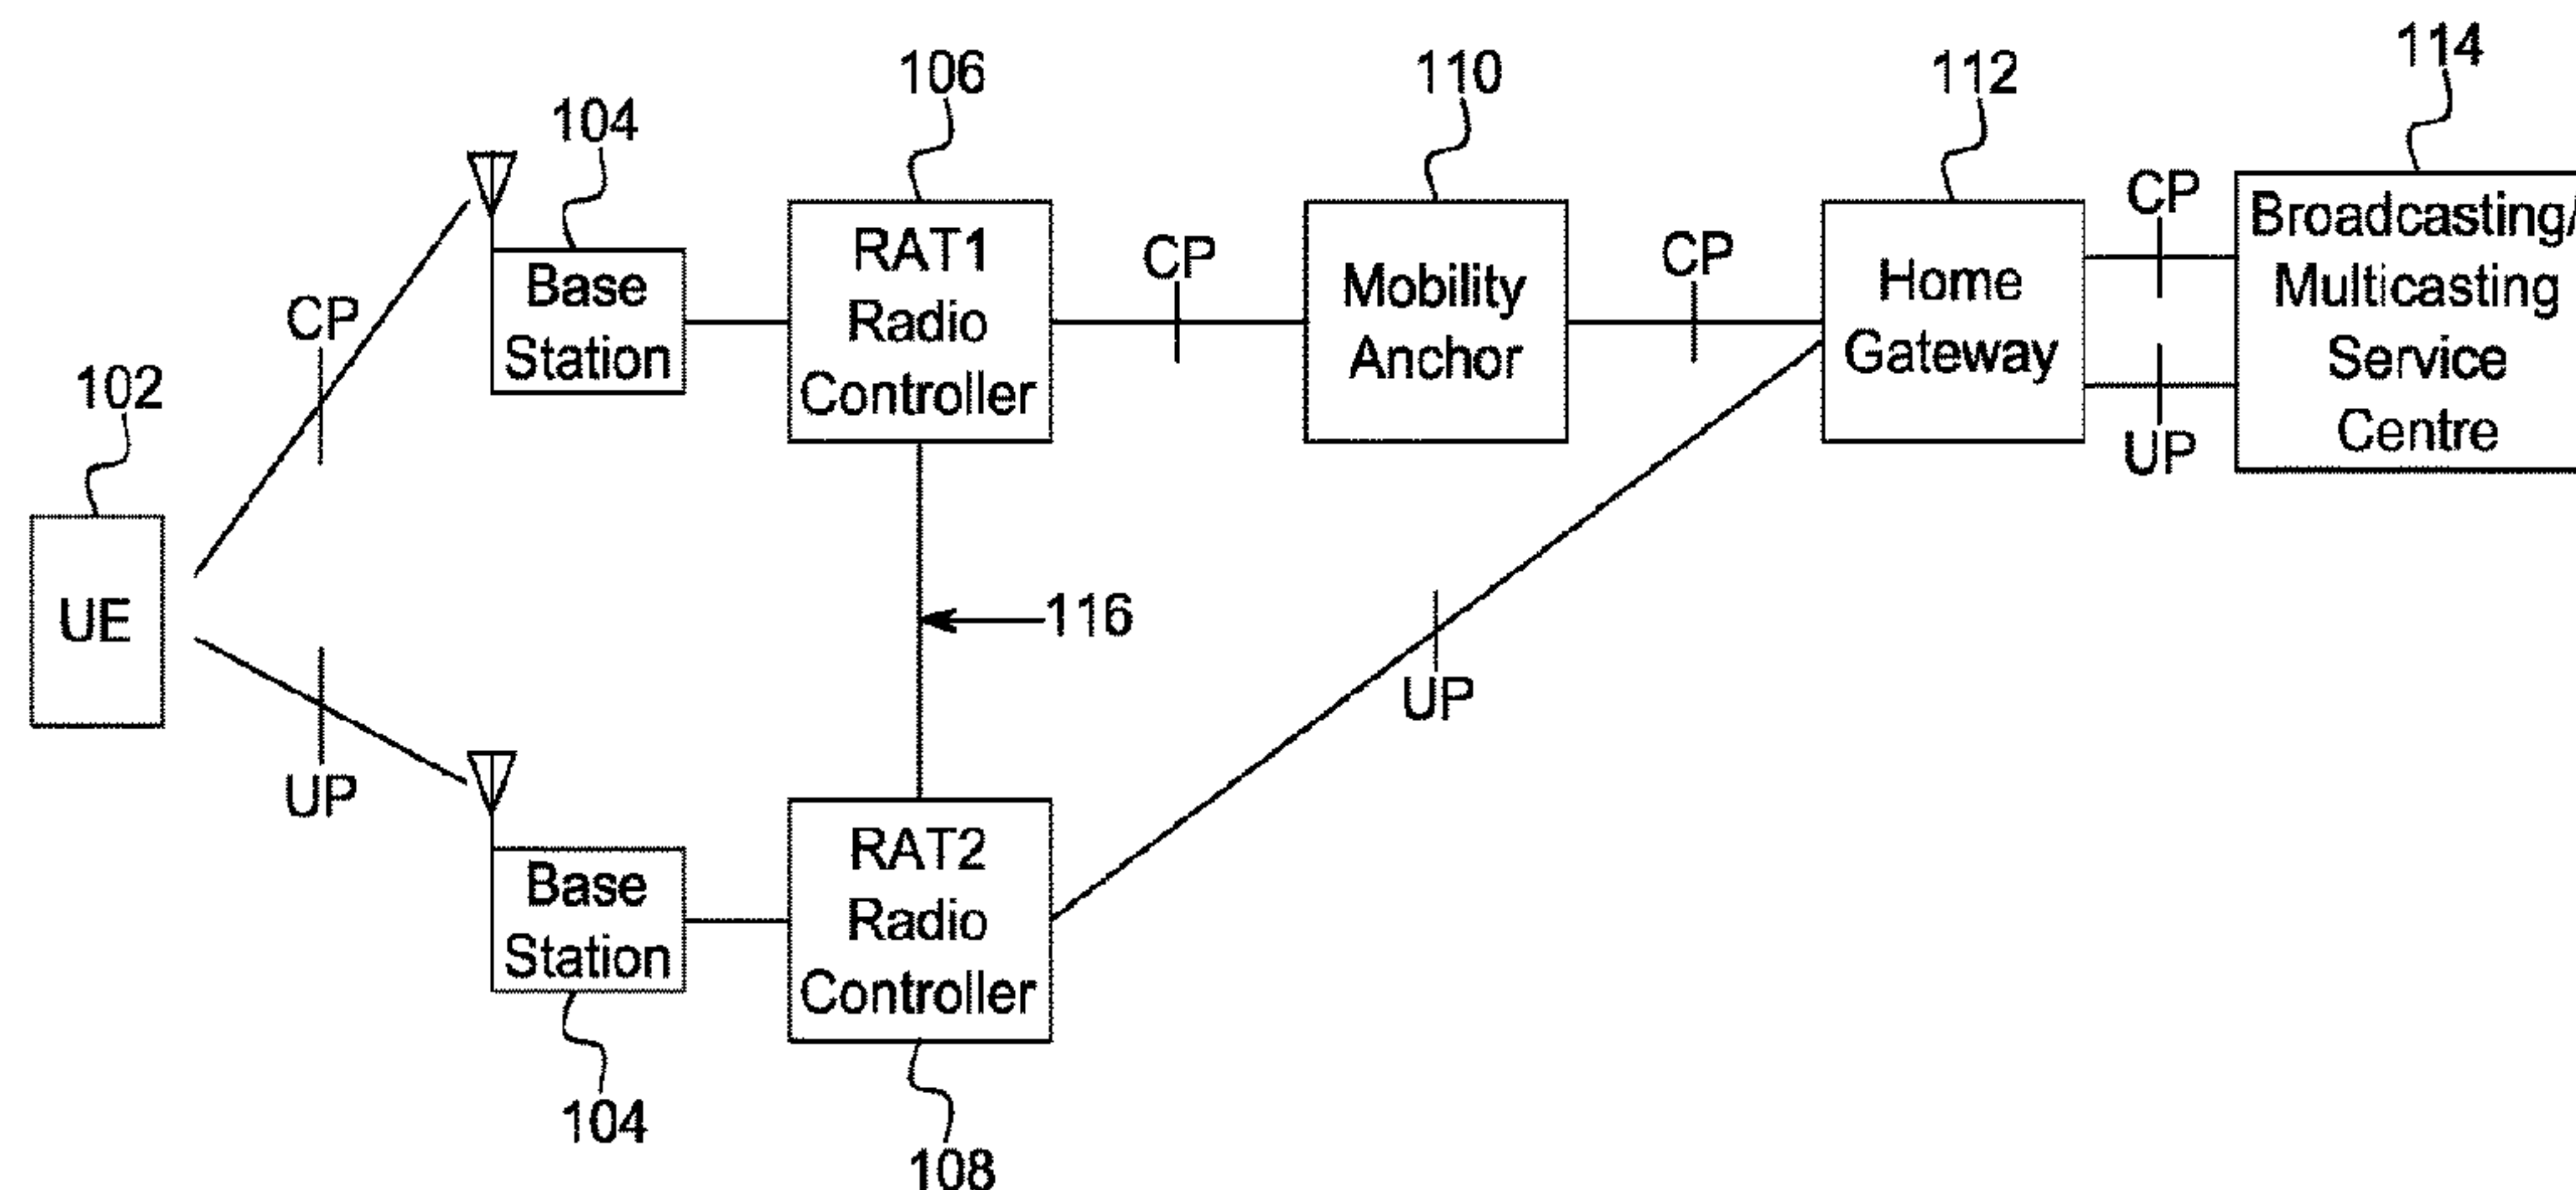 114
106
110
112
104
CP
Broadcasting/
Multicasting
Service
Centre
RAT1
Radio
Controller
CP
CP
Home
Gateway
Base
Station
Mobility
Anchor
CP
102
UP
UE
116
UP
UP
RAT2
Radio
Controller
Base
Station
104
108